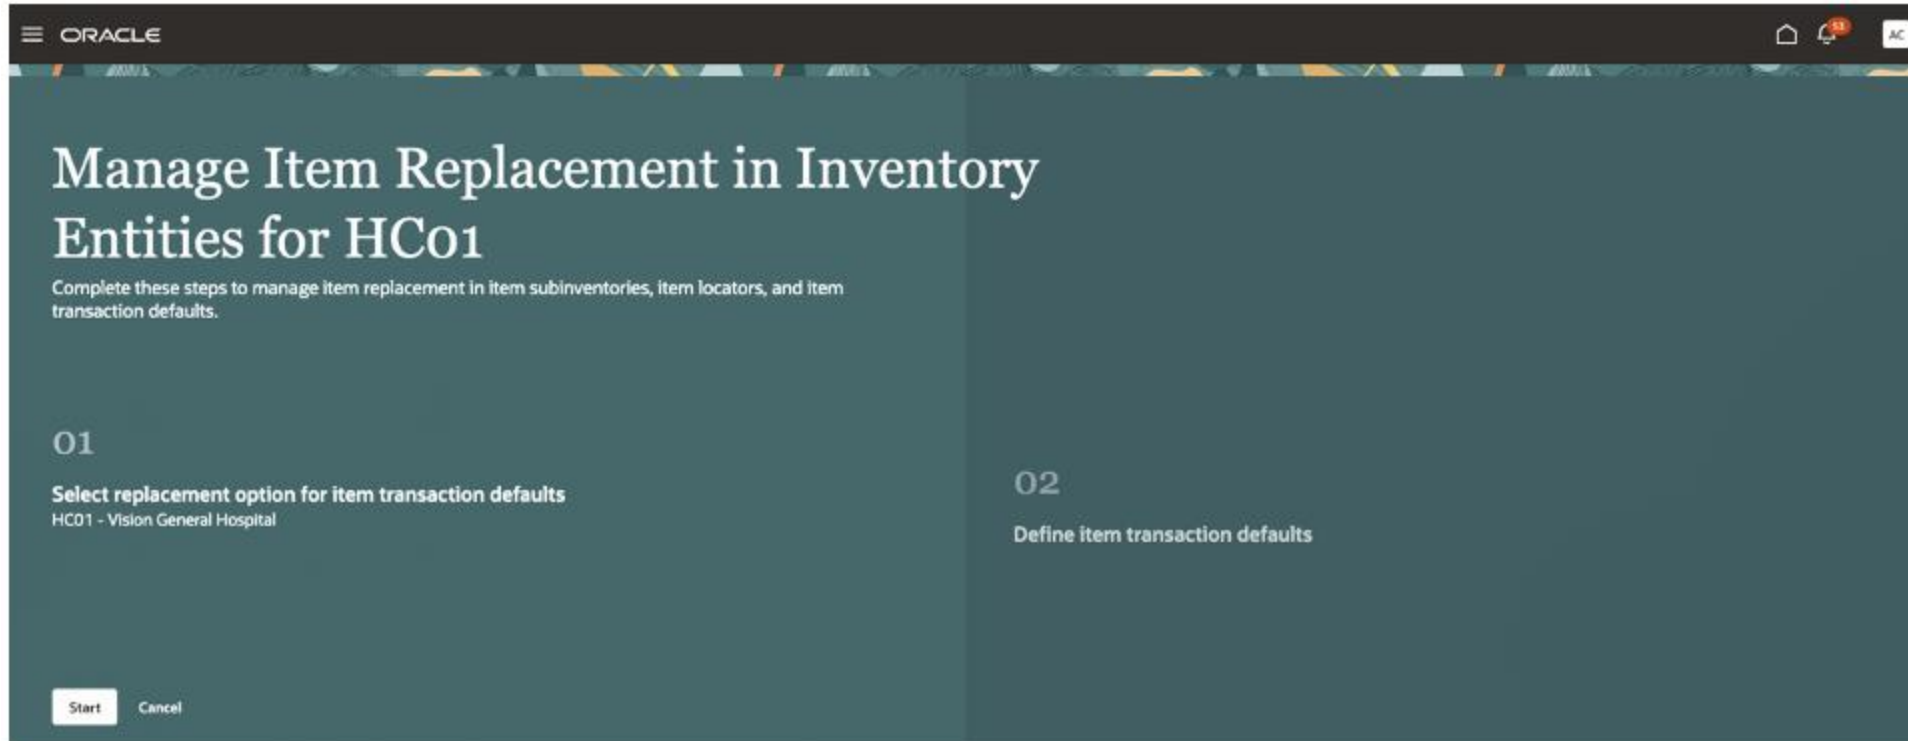 ORACLE
53
AC
Manage Item Replacement in Inventory
Entities for HC01
Complete these steps to manage item replacement in item subinventories, item locators, and item
transaction defaults.
01
Select replacement option for item transaction defaults
HC01 - Vision General Hospital
02
Define item transaction defaults
Start Cancel